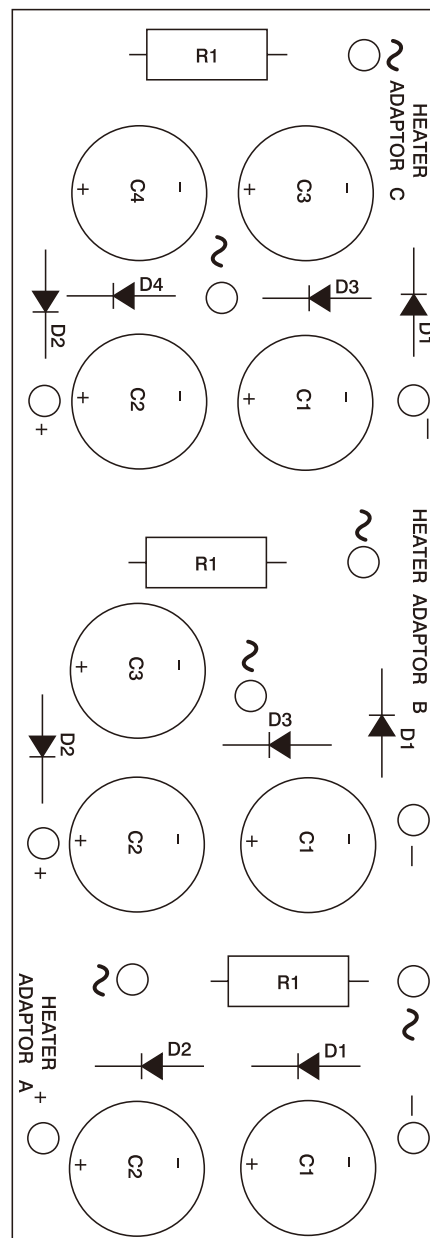 R1
~
HEATER
ADAPTOR C
+ C4 −
+ C3 −
~
D4
D3
D2
D1
+ C2 −
+ C1 −
+
−
~
R1
HEATER ADAPTOR B
+ C3 −
~
D3
D2
D1
+ C2 −
+ C1 −
+
−
~
R1
~
HEATER
ADAPTOR A
D2
D1
+
−
+ C2 −
+ C1 −